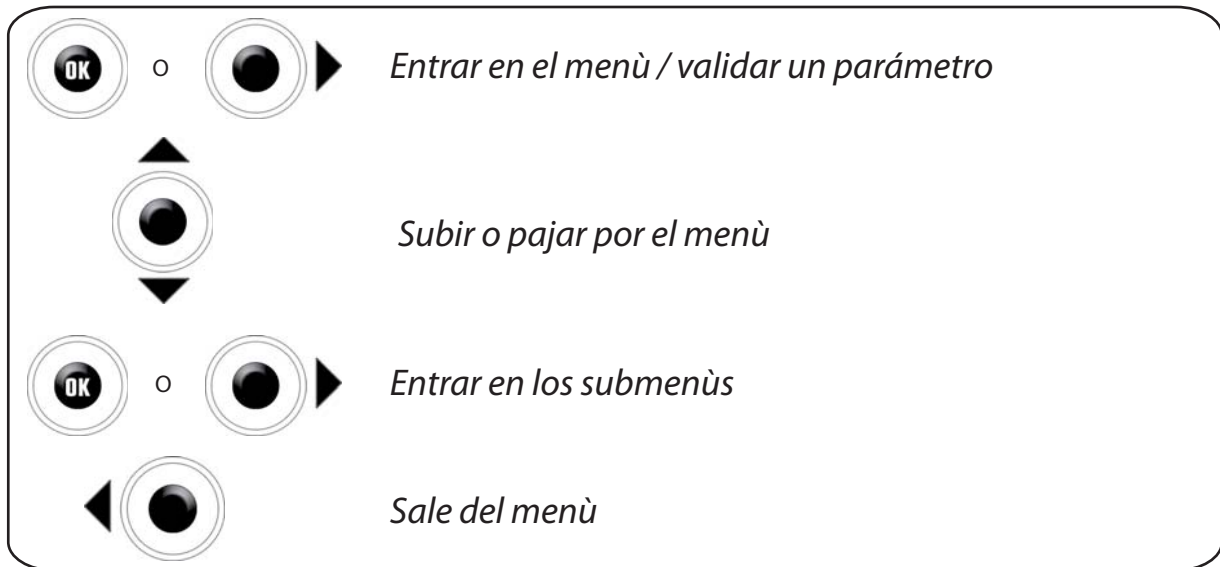 OK o Entrar en el menù / validar un parámetro
Subir o pajar por el menù
OK o Entrar en los submenùs
Sale del menù